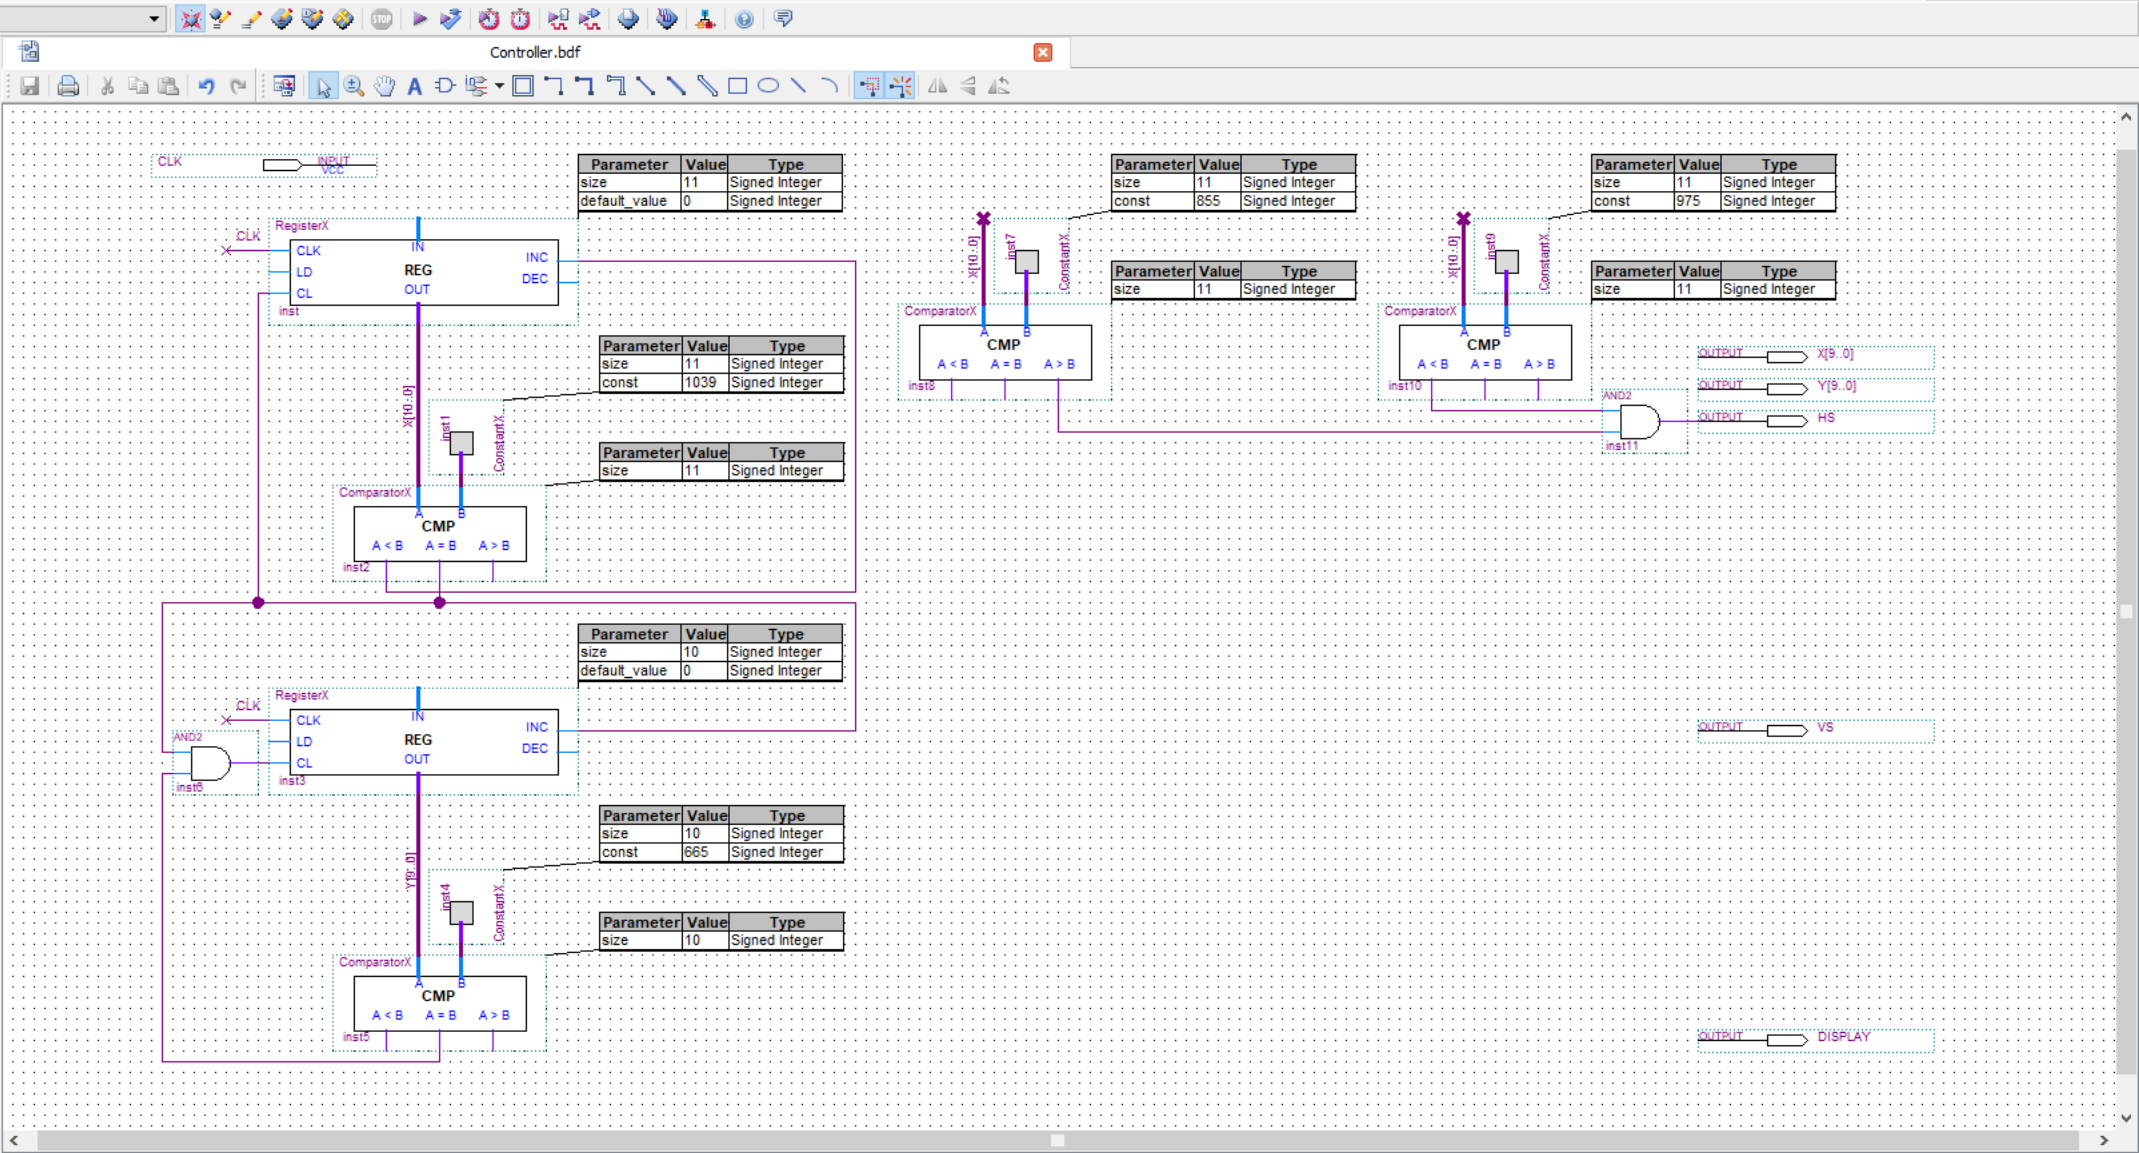 STOP
Controller.bdf
CLK
INPUT
VCC
Parameter Value Type
size 11 Signed Integer
default_value 0 Signed Integer
RegisterX
CLK
CLK
LD
CL
IN
REG
OUT
INC
DEC
inst
X[10..0]
Parameter Value Type
size 11 Signed Integer
const 1039 Signed Integer
inst1
ConstantX
Parameter Value Type
size 11 Signed Integer
ComparatorX
A B
CMP
A < B A = B A > B
inst2
Parameter Value Type
size 10 Signed Integer
default_value 0 Signed Integer
RegisterX
CLK
CLK
LD
CL
IN
REG
OUT
INC
DEC
inst3
AND2
inst6
Y[9..0]
Parameter Value Type
size 10 Signed Integer
const 665 Signed Integer
inst4
ConstantX
Parameter Value Type
size 10 Signed Integer
ComparatorX
A B
CMP
A < B A = B A > B
inst5
Parameter Value Type
size 11 Signed Integer
const 855 Signed Integer
X[10..0]
inst7
ConstantX
Parameter Value Type
size 11 Signed Integer
ComparatorX
A B
CMP
A < B A = B A > B
inst8
Parameter Value Type
size 11 Signed Integer
const 975 Signed Integer
X[10..0]
inst9
ConstantX
Parameter Value Type
size 11 Signed Integer
ComparatorX
A B
CMP
A < B A = B A > B
inst10
AND2
inst11
OUTPUT X[9..0]
OUTPUT Y[9..0]
OUTPUT HS
OUTPUT VS
OUTPUT DISPLAY